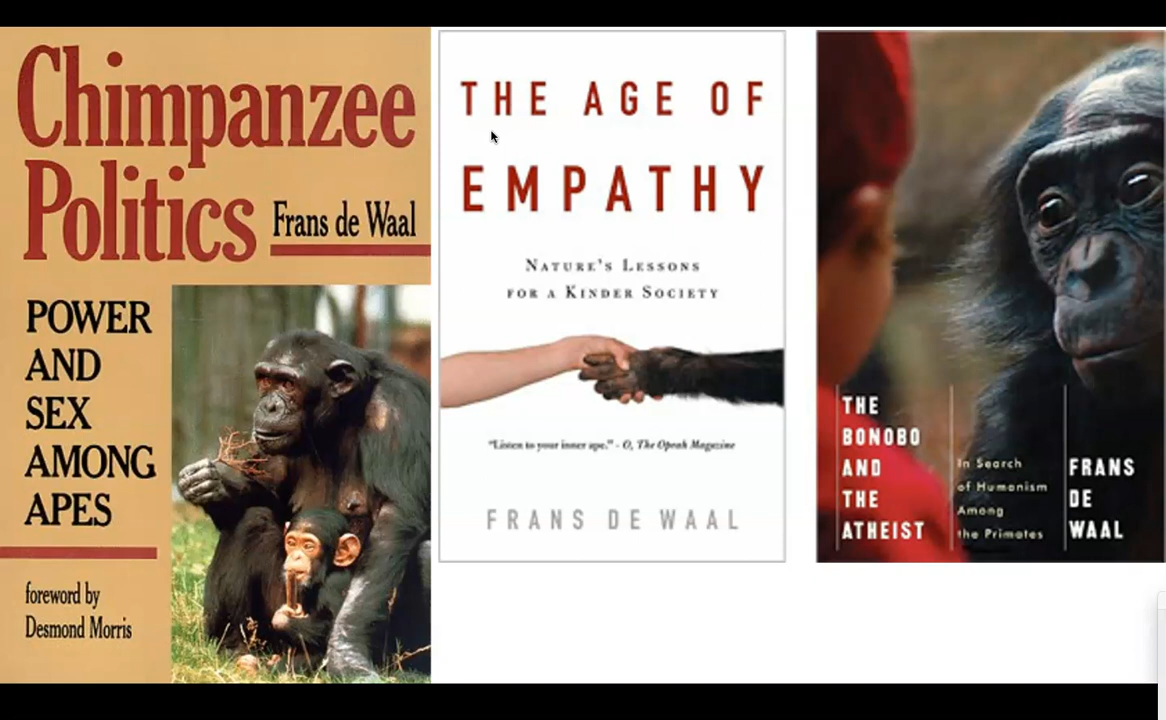 Chimpanzee
Politics
Frans de Waal
POWER
AND
SEX
AMONG
APES
foreword by
Desmond Morris
THE AGE OF
EMPATHY
NATURE'S LESSONS
FOR A KINDER SOCIETY
"Listen to your inner ape." - O, The Oprah Magazine
FRANS DE WAAL
THE
BONOBO
AND
THE
ATHEIST
In Search
of Humanism
Among
the Primates
FRANS
DE
WAAL